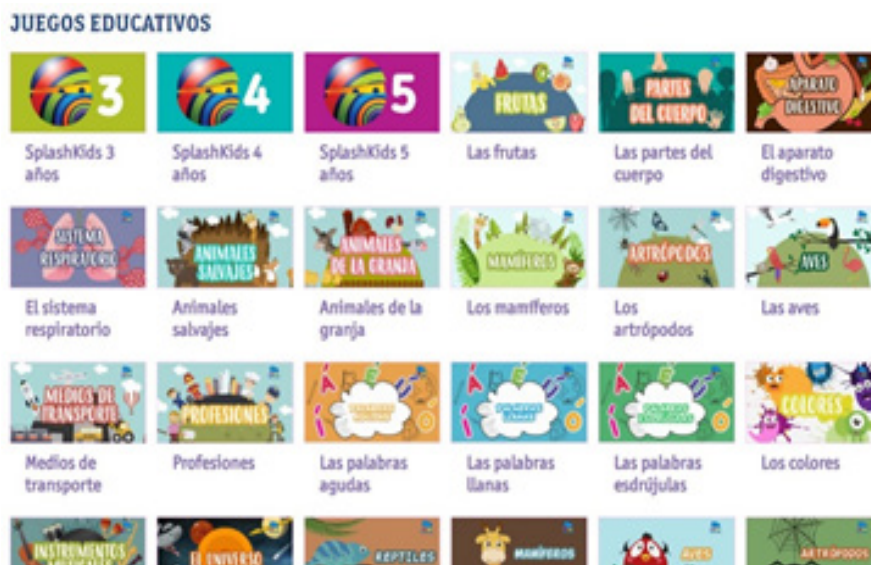 JUEGOS EDUCATIVOS
3
4
5
FRUTAS
PARTES
DEL CUERPO
APARATO
DIGESTIVO
SplashKids 3
años
SplashKids 4
años
SplashKids 5
años
Las frutas
Las partes del
cuerpo
El aparato
digestivo
SISTEMA
RESPIRATORIO
ANIMALES
SALVAJES
ANIMALES
DE LA GRANJA
MAMÍFEROS
ARTRÓPODOS
AVES
El sistema
respiratorio
Animales
salvajes
Animales de la
granja
Los mamíferos
Los
artrópodos
Las aves
MEDIOS DE
TRANSPORTE
PROFESIONES
COLORES
Medios de
transporte
Profesiones
Las palabras
agudas
Las palabras
llanas
Las palabras
esdrújulas
Los colores
INSTRUMENTOS
EL UNIVERSO
REPTILES
MAMÍFEROS
AVES
ARTRÓPODOS